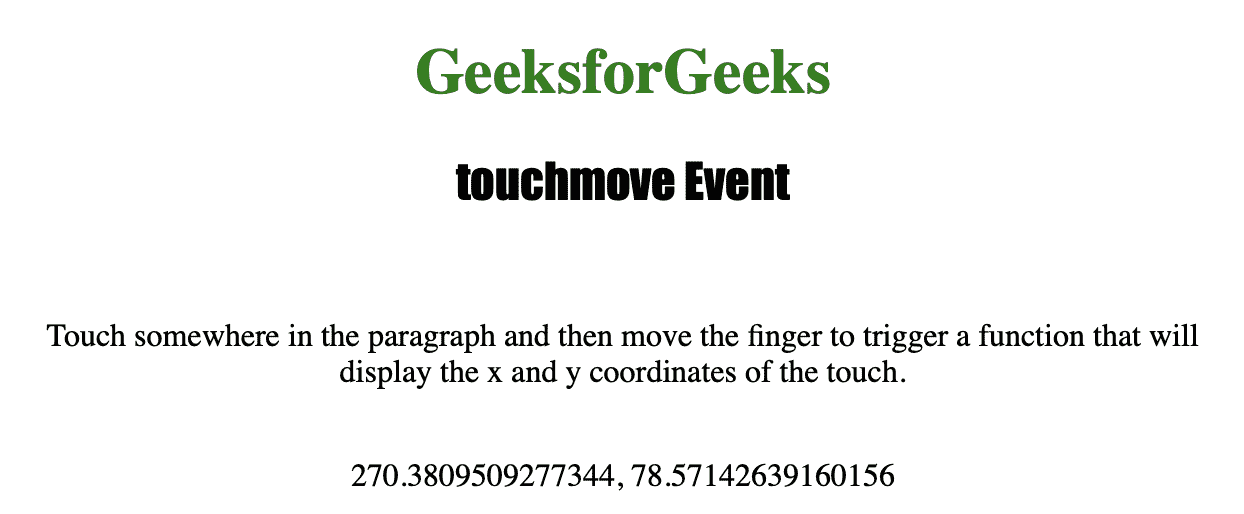 GeeksforGeeks
touchmove Event
Touch somewhere in the paragraph and then move the finger to trigger a function that will
display the x and y coordinates of the touch.
270.3809509277344, 78.57142639160156